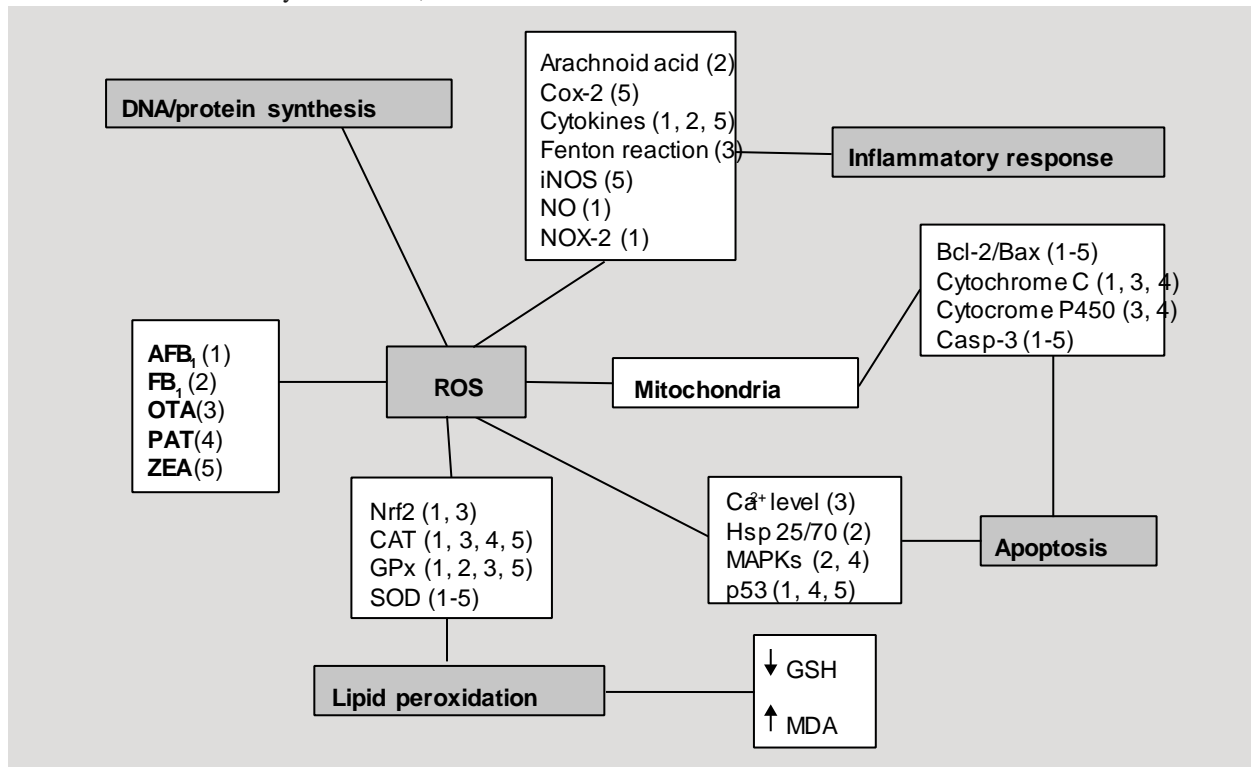 DNA/protein synthesis
Arachnoid acid (2)
Cox-2 (5)
Cytokines (1, 2, 5)
Fenton reaction (3)
iNOS (5)
NO (1)
NOX-2 (1)
Inflammatory response
Bcl-2/Bax (1-5)
Cytochrome C (1, 3, 4)
Cytocrome P450 (3, 4)
Casp-3 (1-5)
AFB1 (1)
FB1 (2)
OTA(3)
PAT(4)
ZEA(5)
ROS
Mitochondria
Nrf2 (1, 3)
CAT (1, 3, 4, 5)
GPx (1, 2, 3, 5)
SOD (1-5)
Ca2+ level (3)
Hsp 25/70 (2)
MAPKs (2, 4)
p53 (1, 4, 5)
Apoptosis
Lipid peroxidation
↓ GSH
↑ MDA